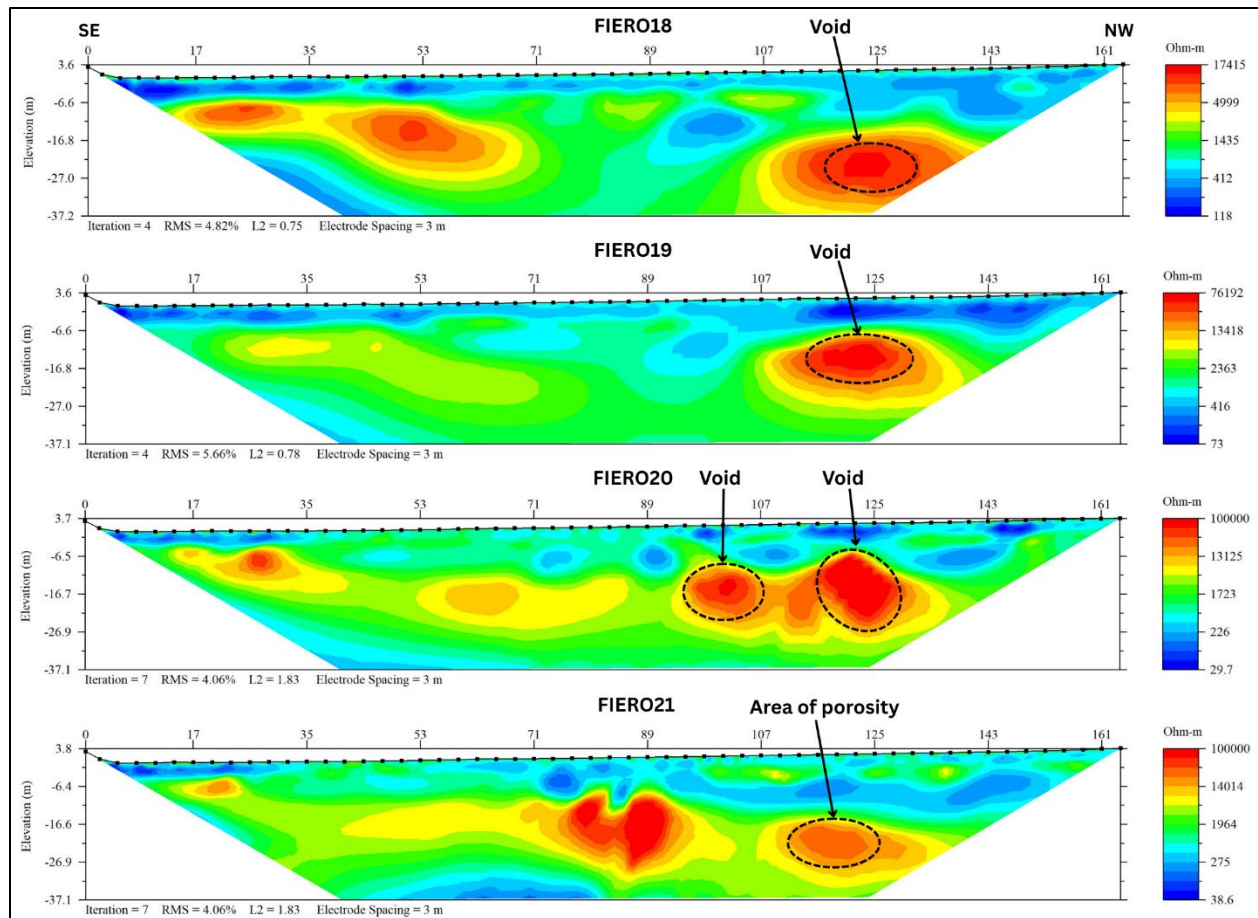 SE FIERO18 Void NW
0 17 35 53 71 89 107 125 143 161
Ohm-m
Elevation (m)
3.6
-6.6
-16.8
-27.0
-37.2
17415
4999
1435
412
118
Iteration = 4 RMS = 4.82% L2 = 0.75 Electrode Spacing = 3 m
FIERO19 Void
0 17 35 53 71 89 107 125 143 161
Ohm-m
Elevation (m)
3.6
-6.6
-16.8
-27.0
-37.1
76192
13418
2363
416
73
Iteration = 4 RMS = 5.66% L2 = 0.78 Electrode Spacing = 3 m
FIERO20 Void Void
0 17 35 53 71 89 107 125 143 161
Ohm-m
Elevation (m)
3.7
-6.5
-16.7
-26.9
-37.1
100000
13125
1723
226
29.7
Iteration = 7 RMS = 4.06% L2 = 1.83 Electrode Spacing = 3 m
FIERO21 Area of porosity
0 17 35 53 71 89 107 125 143 161
Ohm-m
Elevation (m)
3.8
-6.4
-16.6
-26.9
-37.1
100000
14014
1964
275
38.6
Iteration = 7 RMS = 4.06% L2 = 1.83 Electrode Spacing = 3 m